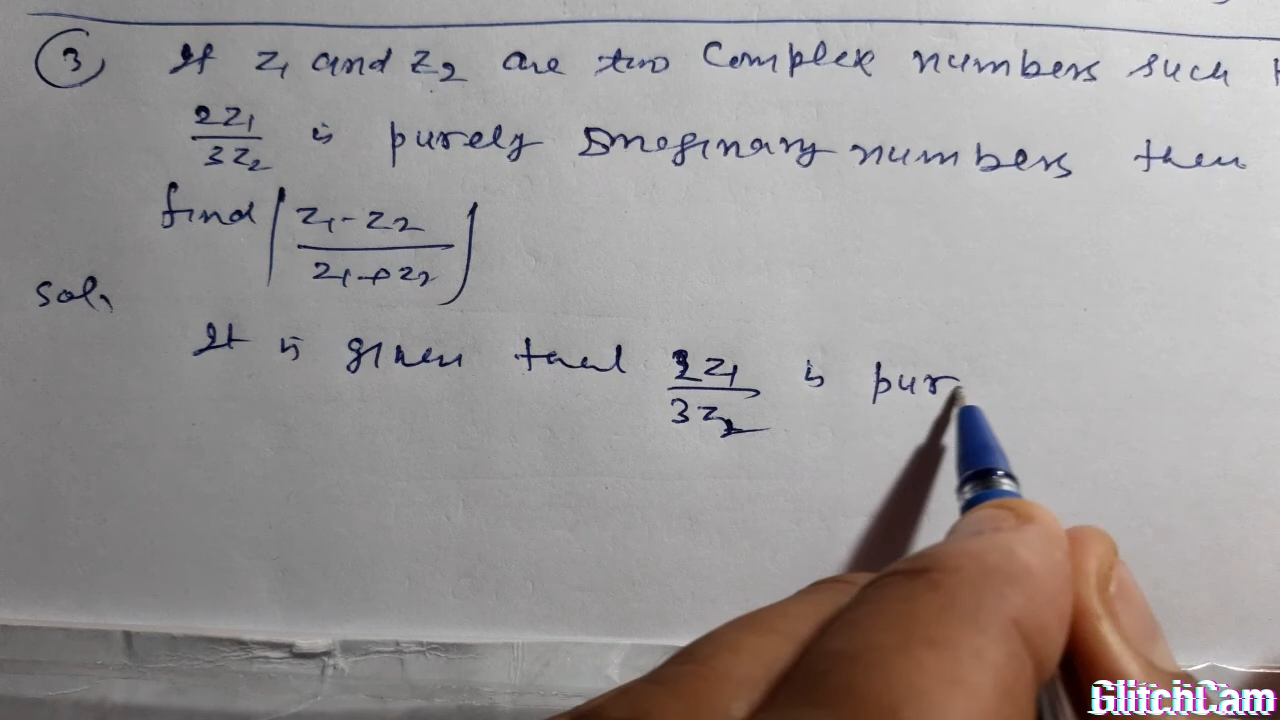 3 If z1 and z2 are two Complex numbers such
2z1/3z2 is purely Imaginary numbers then
find |z1-z2/z1+z2|
Sol,
It is given that 2z1/3z2 is pur
GlitchCam